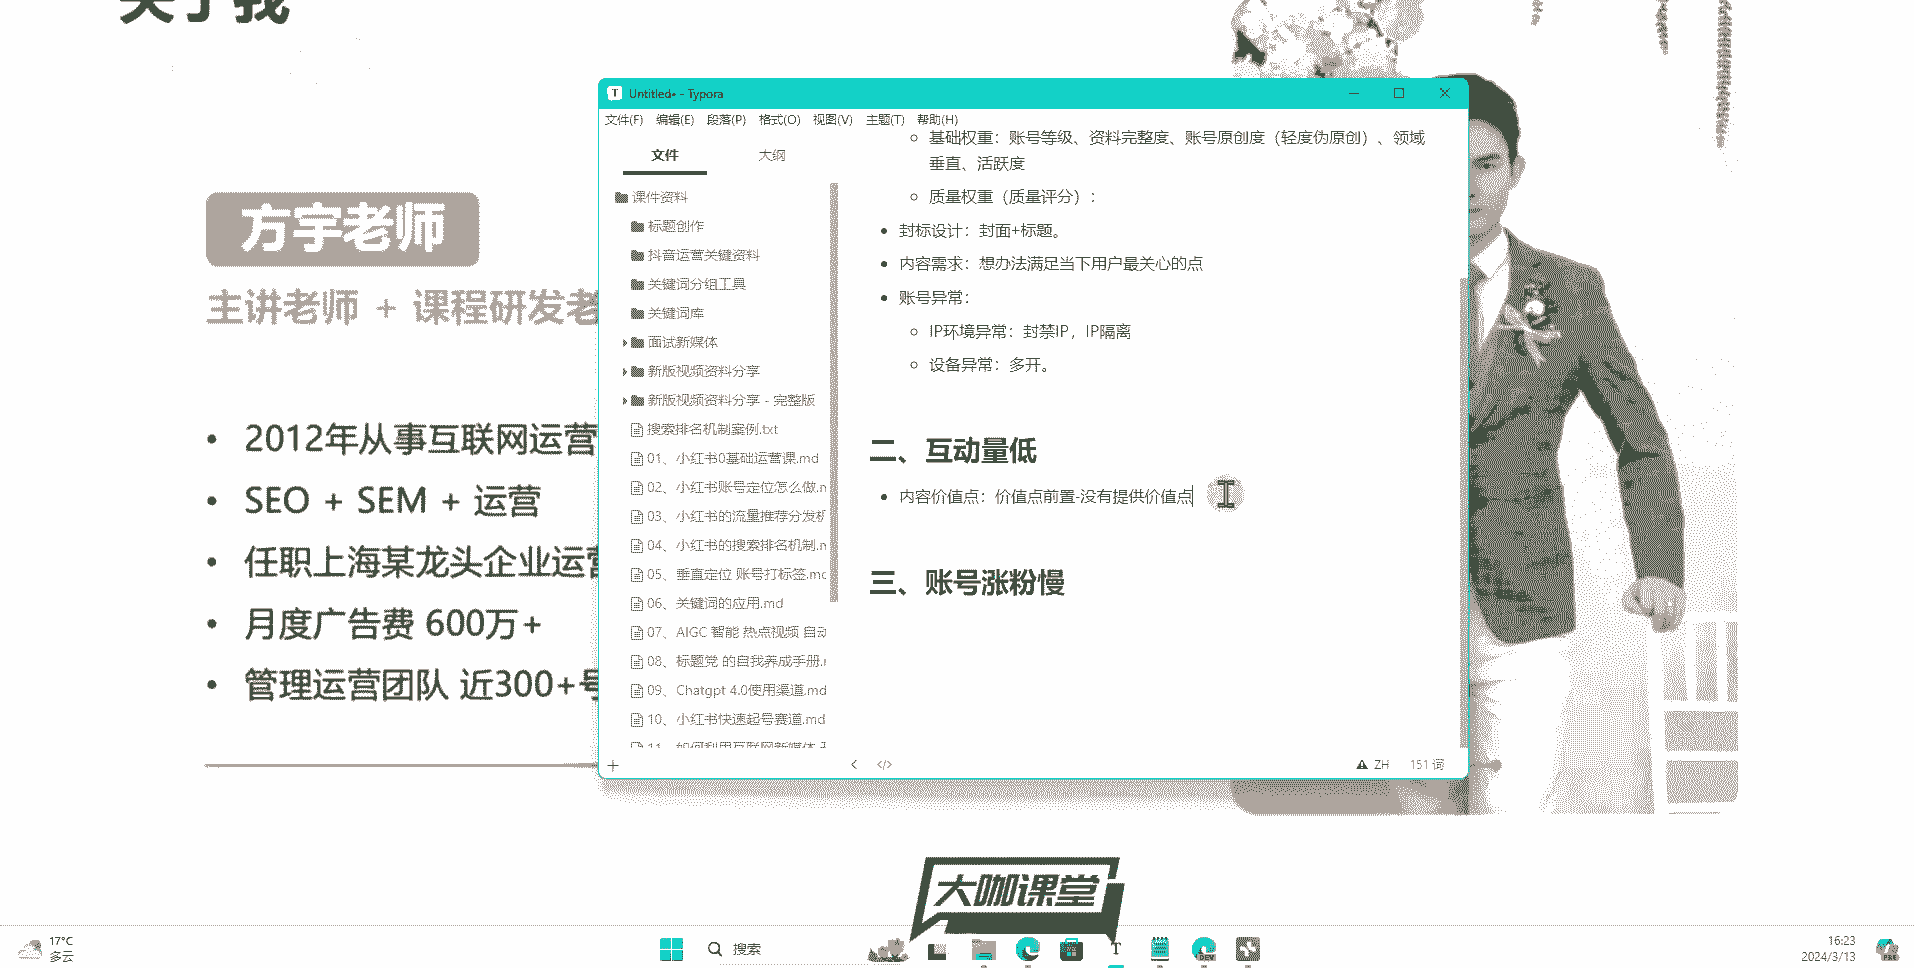 关于我
方宇老师
主讲老师 + 课程研发老
2012年从事互联网运营
SEO + SEM + 运营
任职上海某龙头企业运营
月度广告费 600万+
管理运营团队 近300+号
Untitled• - Typora
文件(F) 编辑(E) 段落(P) 格式(O) 视图(V) 主题(T) 帮助(H)
文件 大纲
课件资料
标题创作
抖音运营关键资料
关键词分组工具
关键词库
面试新媒体
新版视频资料分享
新版视频资料分享 - 完整版
搜索排名机制案例.txt
01、小红书0基础运营课.md
02、小红书账号定位怎么做.n
03、小红书的流量推荐分发机
04、小红书的搜索排名机制.n
05、垂直定位 账号打标签.mc
06、关键词的应用.md
07、AIGC 智能 热点视频 自动
08、标题党 的自我养成手册.r
09、Chatgpt 4.0使用渠道.md
10、小红书快速起号赛道.md
11、如何利用互联网新媒体
基础权重：账号等级、资料完整度、账号原创度（轻度伪原创）、领域
垂直、活跃度
质量权重（质量评分）：
封标设计：封面+标题。
内容需求：想办法满足当下用户最关心的点
账号异常：
IP环境异常：封禁IP，IP隔离
设备异常：多开。
二、互动量低
内容价值点：价值点前置-没有提供价值点
三、账号涨粉慢
ZH 151 词
大咖课堂
17°C
多云
搜索
16:23
2024/3/13